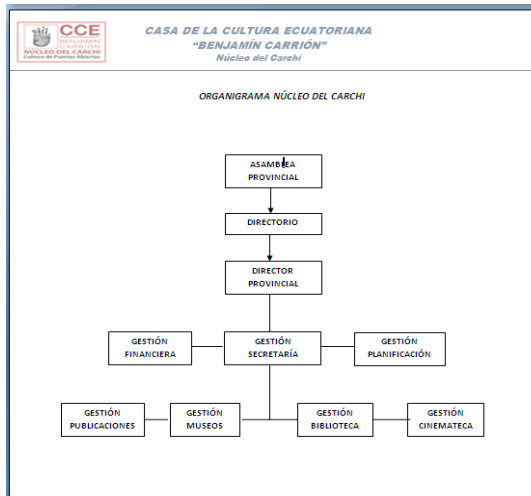 CCE
BENJAMÍN
CARRIÓN
NÚCLEO DEL CARCHI
Cultura de Puertas Abiertas
CASA DE LA CULTURA ECUATORIANA
“BENJAMÍN CARRIÓN”
Núcleo del Carchi
ORGANIGRAMA NÚCLEO DEL CARCHI
ASAMBLEA
PROVINCIAL
DIRECTORIO
DIRECTOR
PROVINCIAL
GESTIÓN
FINANCIERA
GESTIÓN
SECRETARÍA
GESTIÓN
PLANIFICACIÓN
GESTIÓN
PUBLICACIONES
GESTIÓN
MUSEOS
GESTIÓN
BIBLIOTECA
GESTIÓN
CINEMATECA